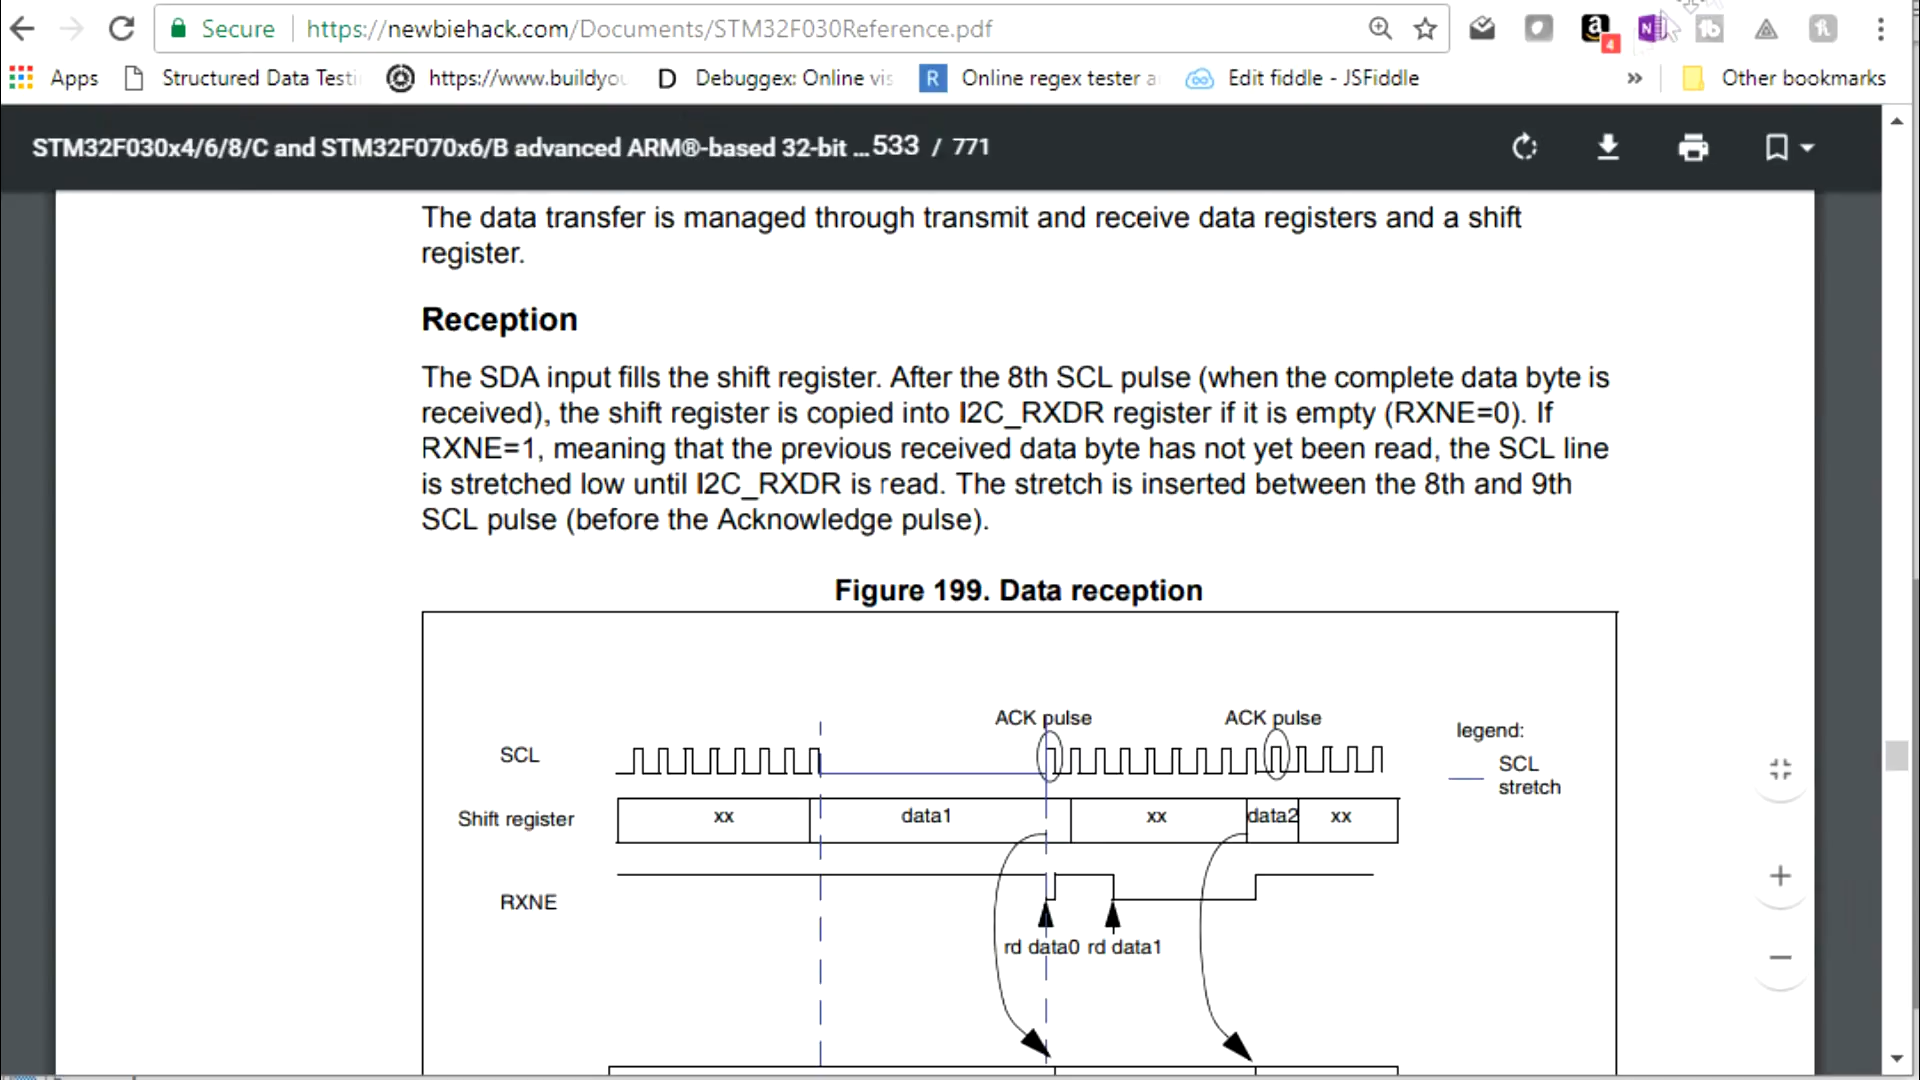 Secure
https://newbiehack.com/Documents/STM32F030Reference.pdf
4
Apps
Structured Data Testi
https://www.buildyou
D
Debuggex: Online vis
R
Online regex tester a
Edit fiddle - JSFiddle
»
Other bookmarks
STM32F030x4/6/8/C and STM32F070x6/B advanced ARM®-based 32-bit ... 533 / 771
The data transfer is managed through transmit and receive data registers and a shift
register.
Reception
The SDA input fills the shift register. After the 8th SCL pulse (when the complete data byte is
received), the shift register is copied into I2C_RXDR register if it is empty (RXNE=0). If
RXNE=1, meaning that the previous received data byte has not yet been read, the SCL line
is stretched low until I2C_RXDR is read. The stretch is inserted between the 8th and 9th
SCL pulse (before the Acknowledge pulse).
Figure 199. Data reception
ACK pulse
ACK pulse
legend:
SCL
SCL
stretch
Shift register
xx
data1
xx
data2
xx
RXNE
rd data0
rd data1